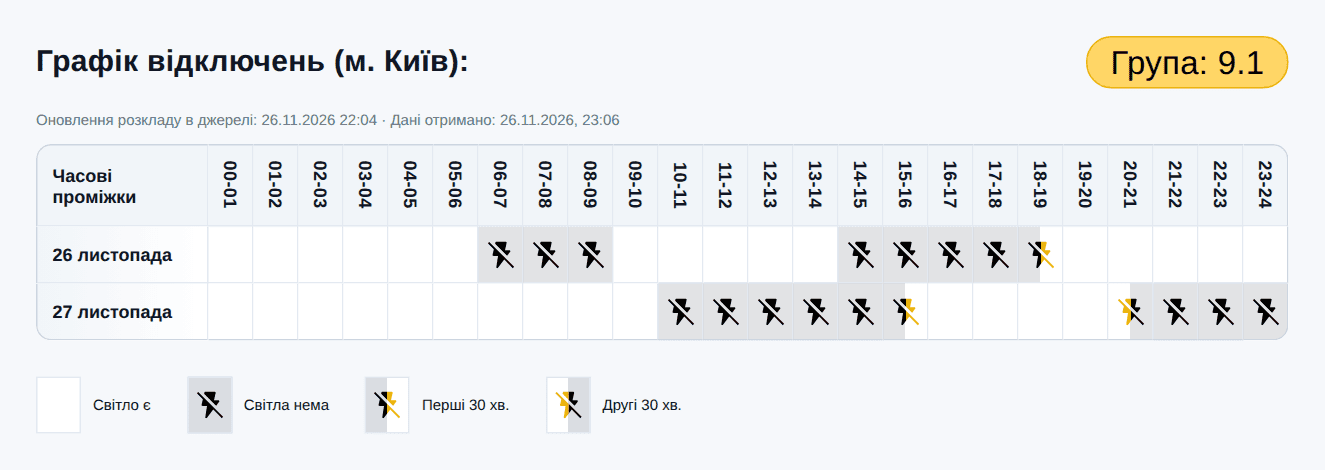 Графік відключень (м. Київ):
Група: 9.1
Оновлення розкладу в джерелі: 26.11.2026 22:04 · Дані отримано: 26.11.2026, 23:06
Часові
проміжки
00-01
01-02
02-03
03-04
04-05
05-06
06-07
07-08
08-09
09-10
10-11
11-12
12-13
13-14
14-15
15-16
16-17
17-18
18-19
19-20
20-21
21-22
22-23
23-24
26 листопада
27 листопада
Світло є
Світла нема
Перші 30 хв.
Другі 30 хв.